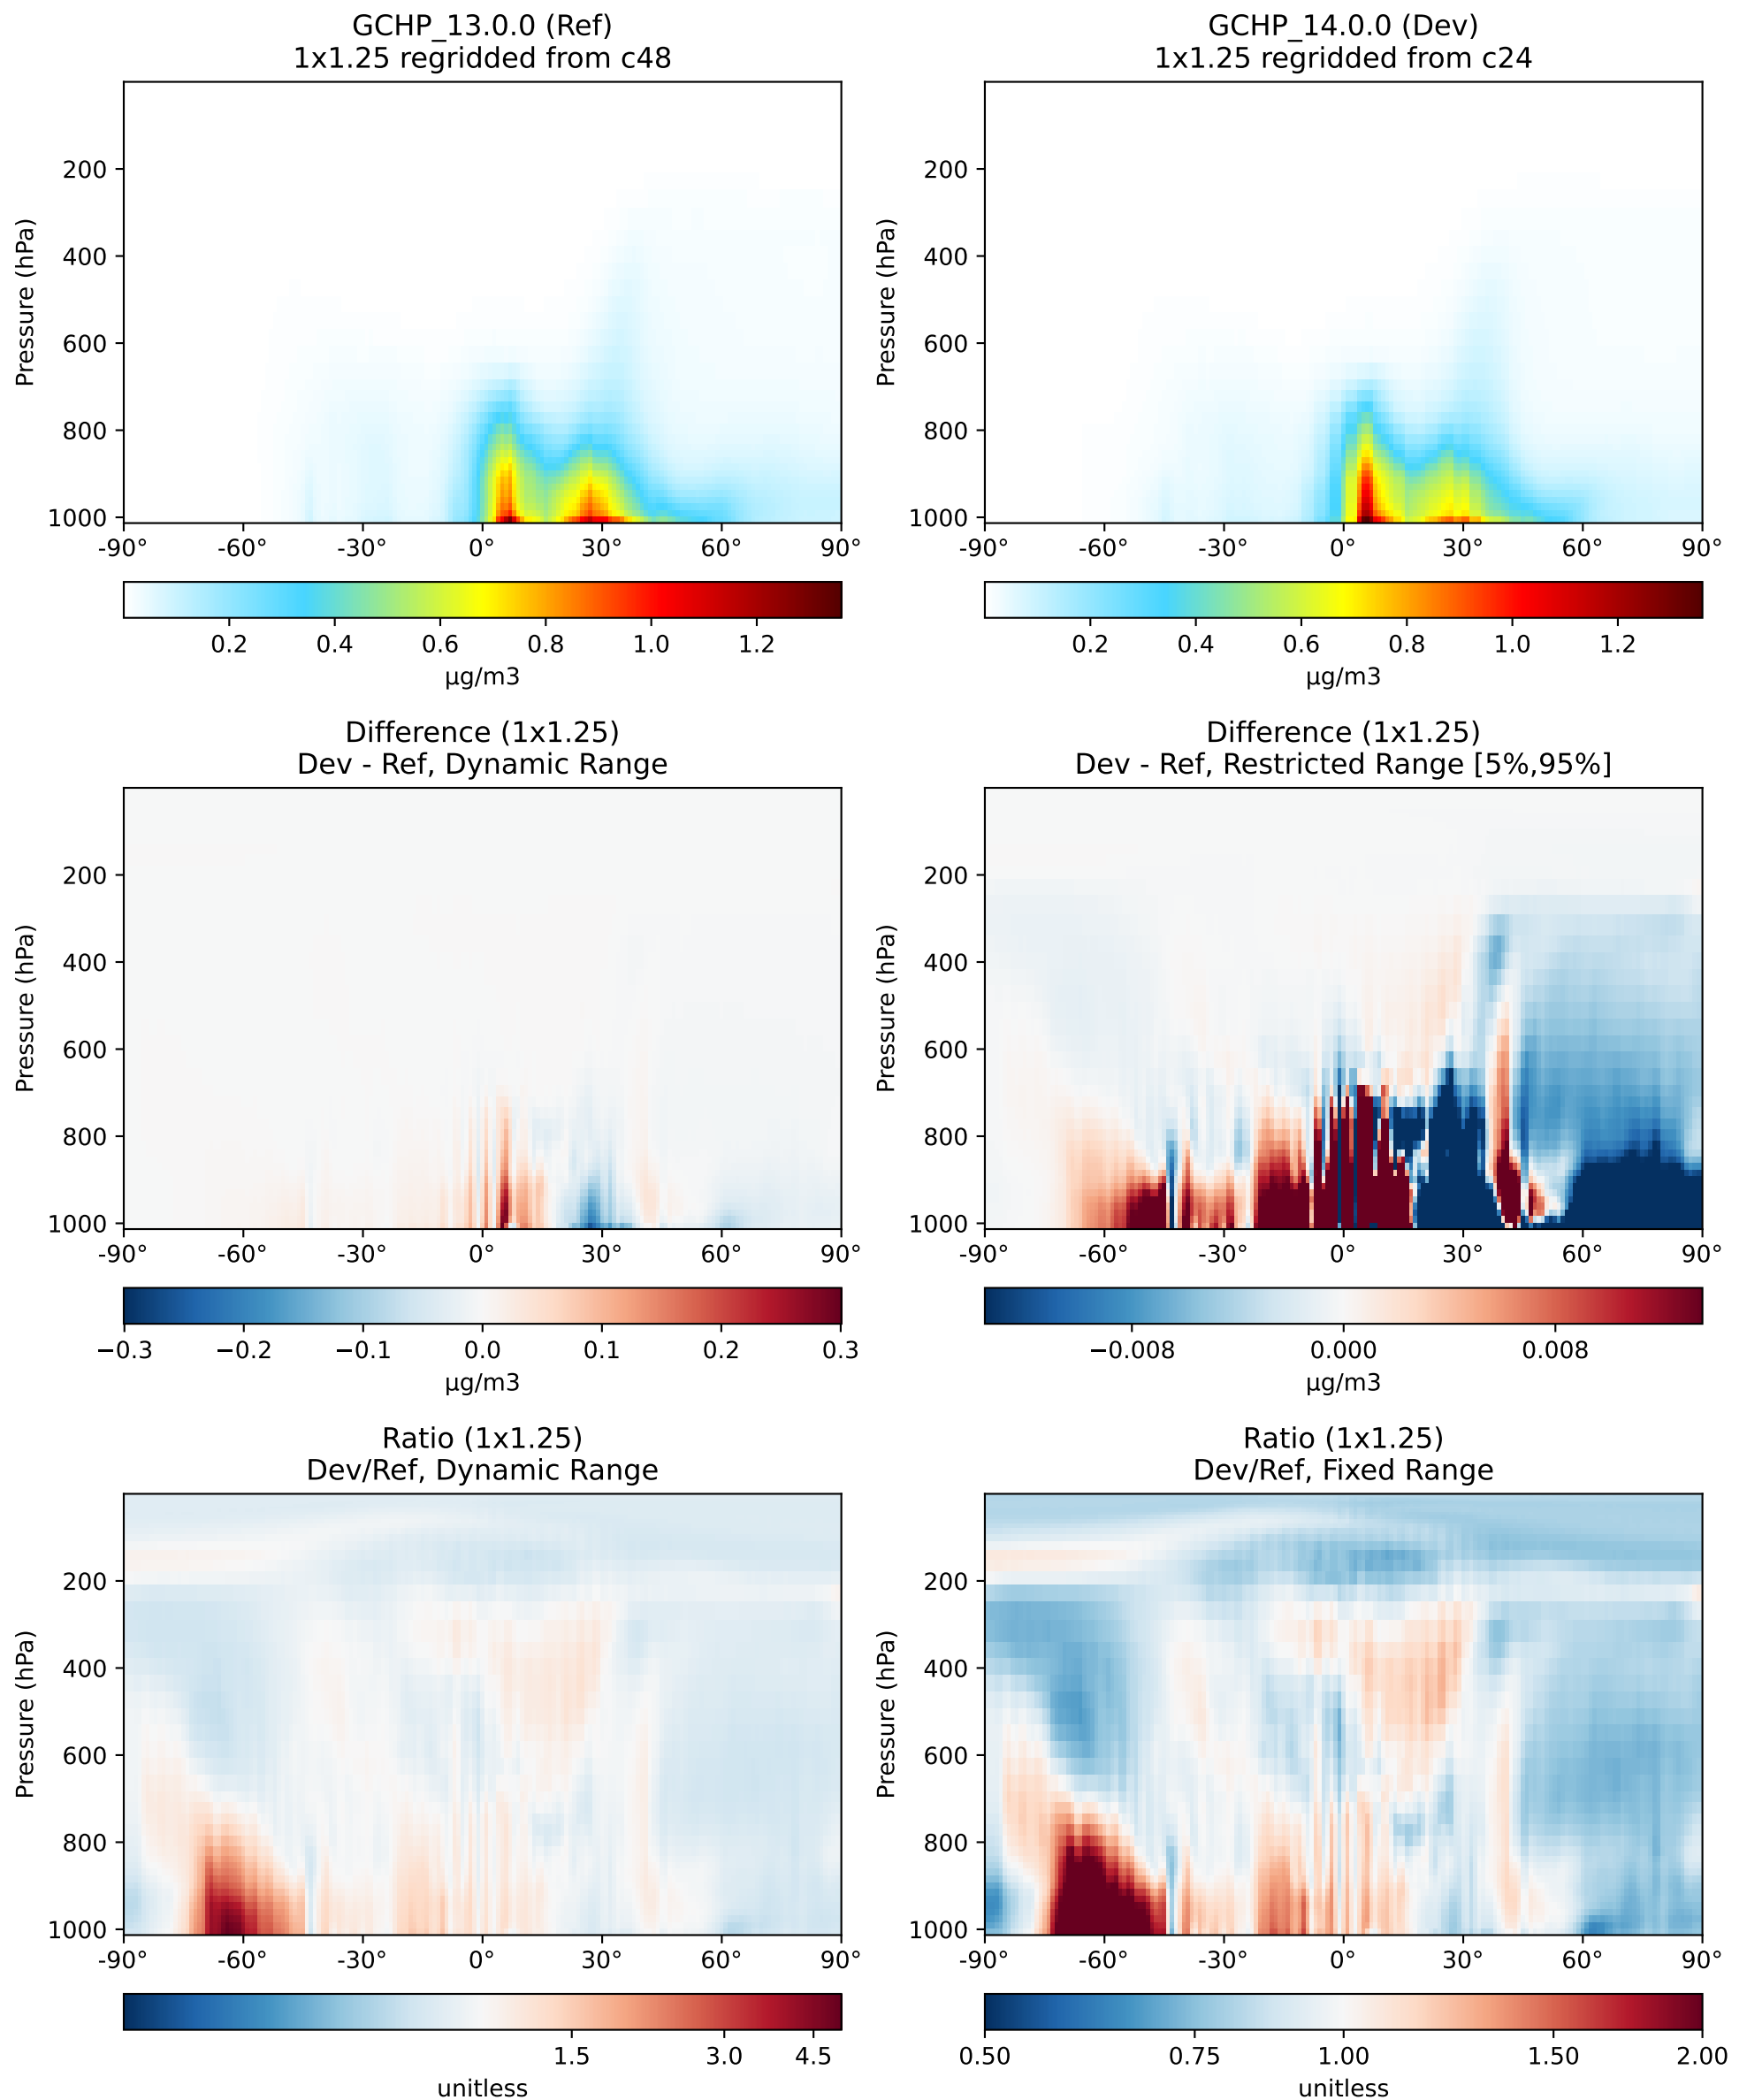 GCHP_13.0.0 (Ref)
1x1.25 regridded from c48
Pressure (hPa)
200
400
600
800
1000
-90° -60° -30° 0° 30° 60° 90°
0.2 0.4 0.6 0.8 1.0 1.2
µg/m3
GCHP_14.0.0 (Dev)
1x1.25 regridded from c24
Pressure (hPa)
200
400
600
800
1000
-90° -60° -30° 0° 30° 60° 90°
0.2 0.4 0.6 0.8 1.0 1.2
µg/m3
Difference (1x1.25)
Dev - Ref, Dynamic Range
Pressure (hPa)
200
400
600
800
1000
-90° -60° -30° 0° 30° 60° 90°
−0.3 −0.2 −0.1 0.0 0.1 0.2 0.3
µg/m3
Difference (1x1.25)
Dev - Ref, Restricted Range [5%,95%]
Pressure (hPa)
200
400
600
800
1000
-90° -60° -30° 0° 30° 60° 90°
−0.008 0.000 0.008
µg/m3
Ratio (1x1.25)
Dev/Ref, Dynamic Range
Pressure (hPa)
200
400
600
800
1000
-90° -60° -30° 0° 30° 60° 90°
1.5 3.0 4.5
unitless
Ratio (1x1.25)
Dev/Ref, Fixed Range
Pressure (hPa)
200
400
600
800
1000
-90° -60° -30° 0° 30° 60° 90°
0.50 0.75 1.00 1.50 2.00
unitless